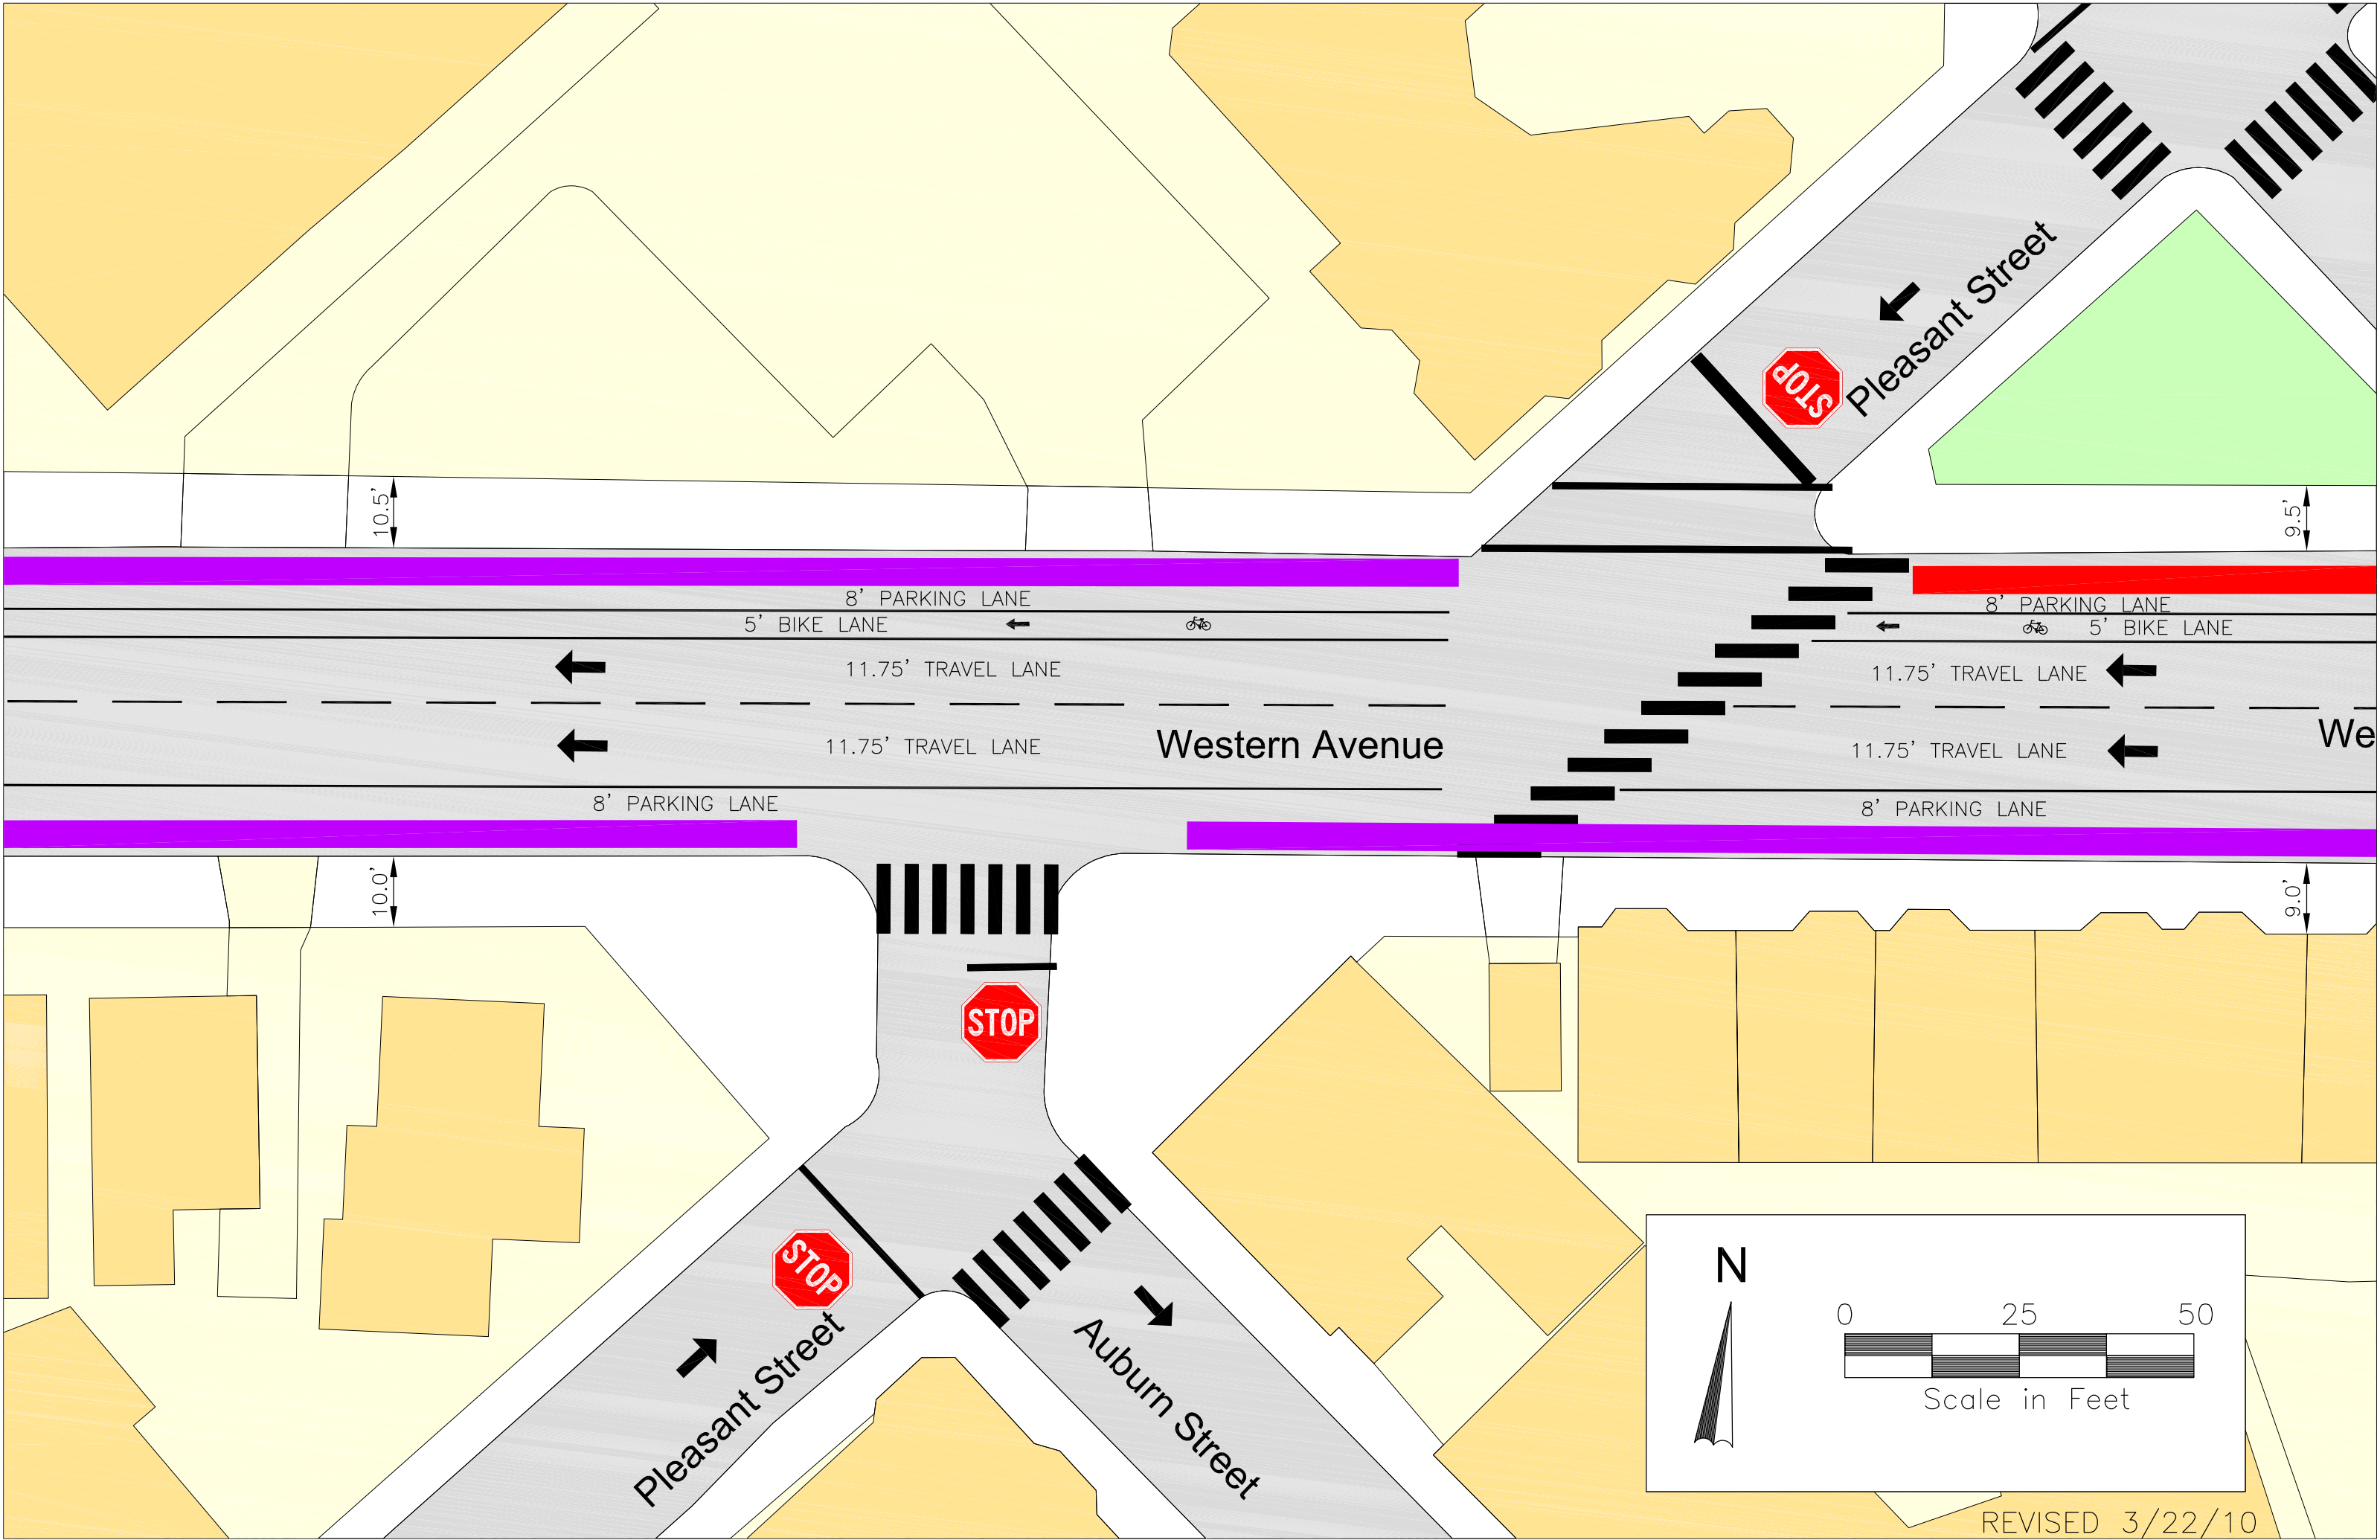 Pleasant Street
STOP
10.5’
9.5’
8’ PARKING LANE
8’ PARKING LANE
5’ BIKE LANE
5’ BIKE LANE
11.75’ TRAVEL LANE
11.75’ TRAVEL LANE
Western Avenue
We
11.75’ TRAVEL LANE
11.75’ TRAVEL LANE
8’ PARKING LANE
8’ PARKING LANE
10.0’
9.0’
STOP
STOP
Pleasant Street
Auburn Street
N
0 25 50
Scale in Feet
REVISED 3/22/10